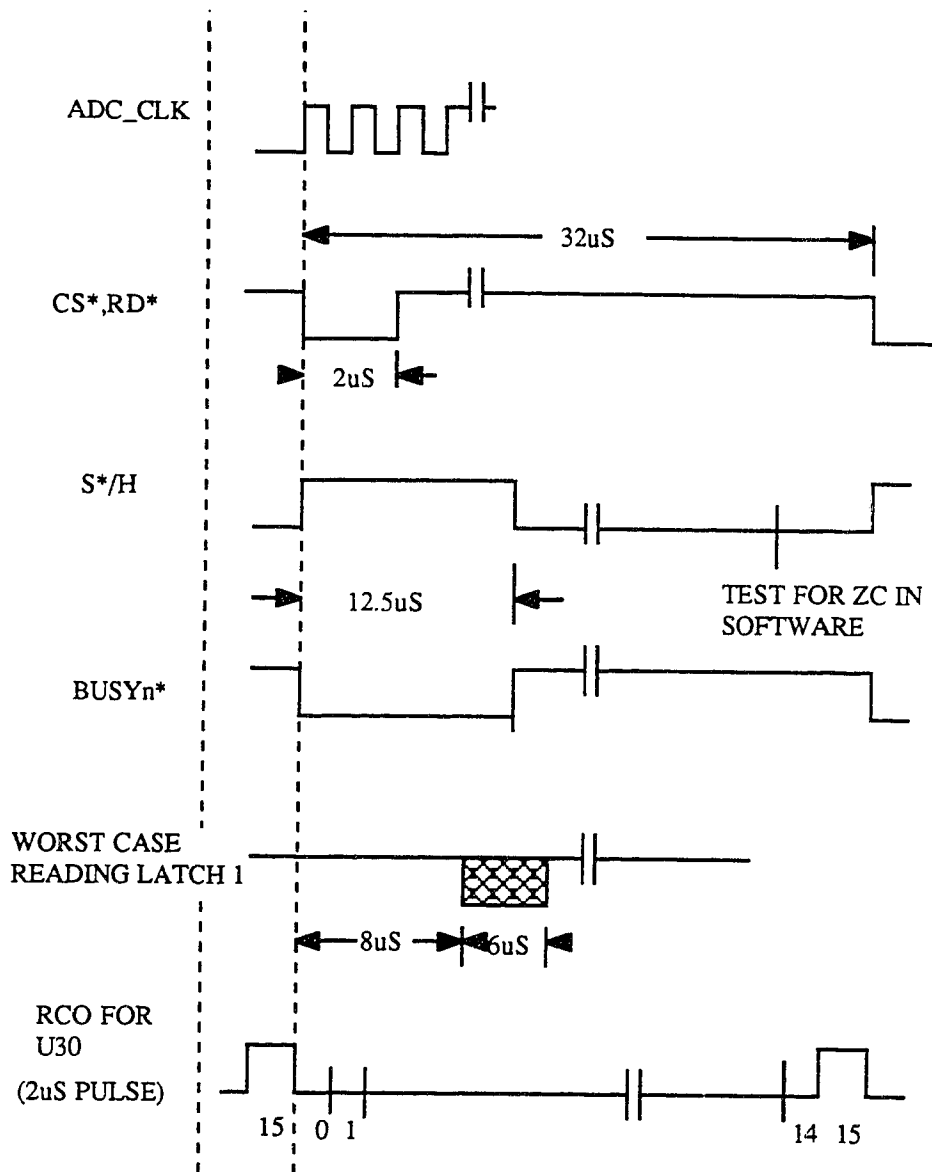 ADC_CLK
32uS
CS*,RD*
2uS
S*/H
12.5uS
TEST FOR ZC IN
SOFTWARE
BUSYn*
WORST CASE
READING LATCH 1
8uS
6uS
RCO FOR
U30
(2uS PULSE)
15 0 1
14 15